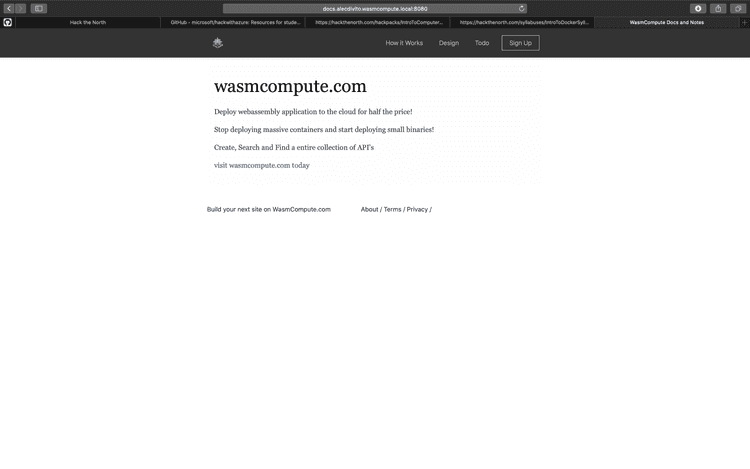 docs.alecdivito.wasmcompute.local:8080
Hack the North
GitHub - microsoft/hackwithazure: Resources for stude...
https://hackthenorth.com/hackpacks/IntroToComputer...
https://hackthenorth.com/syllabuses/IntroToDockerSyll...
WasmCompute Docs and Notes
How it Works
Design
Todo
Sign Up
wasmcompute.com
Deploy webassembly application to the cloud for half the price!
Stop deploying massive containers and start deploying small binaries!
Create, Search and Find a entire collection of API's
visit wasmcompute.com today
Build your next site on WasmCompute.com
About / Terms / Privacy /